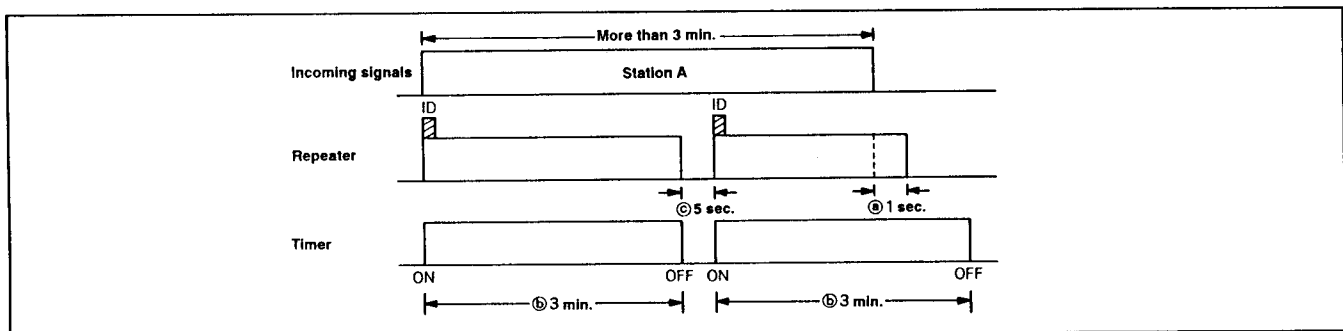 More than 3 min.
Incoming signals Station A
ID ID
Repeater
ⓒ 5 sec. ⓐ 1 sec.
Timer
ON OFF ON OFF
ⓑ 3 min. ⓑ 3 min.